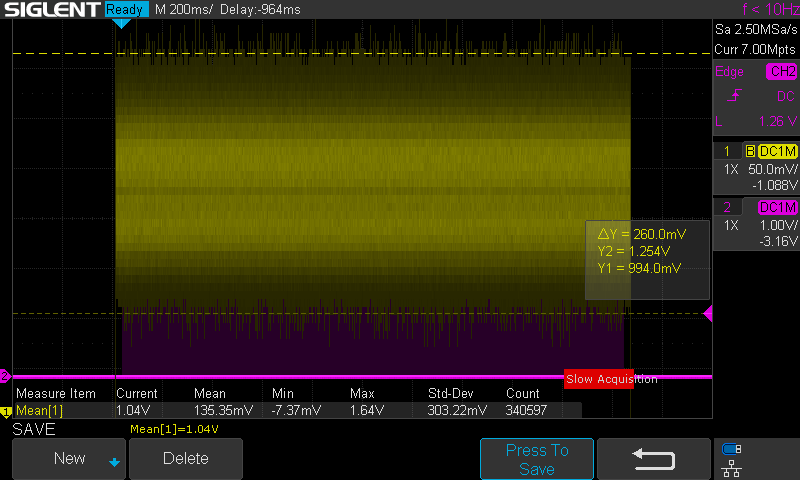 SIGLENT Ready M 200ms/ Delay:-964ms f < 10Hz
Sa 2.50MSa/s
Curr 7.00Mpts
Edge CH2
DC
L 1.25 V
1 B DC1M
1X 50.0mV/
-1.088V
2 DC1M
1X 1.00V/
-3.16V
ΔY = 260.0mV
Y2 = 1.254V
Y1 = 994.0mV
2
Slow Acquisition
Measure Item Current Mean Min Max Std-Dev Count
1 Mean[1] 1.04V 135.35mV -7.37mV 1.64V 303.22mV 340597
SAVE Mean[1]=1.04V
New Delete Press To
Save